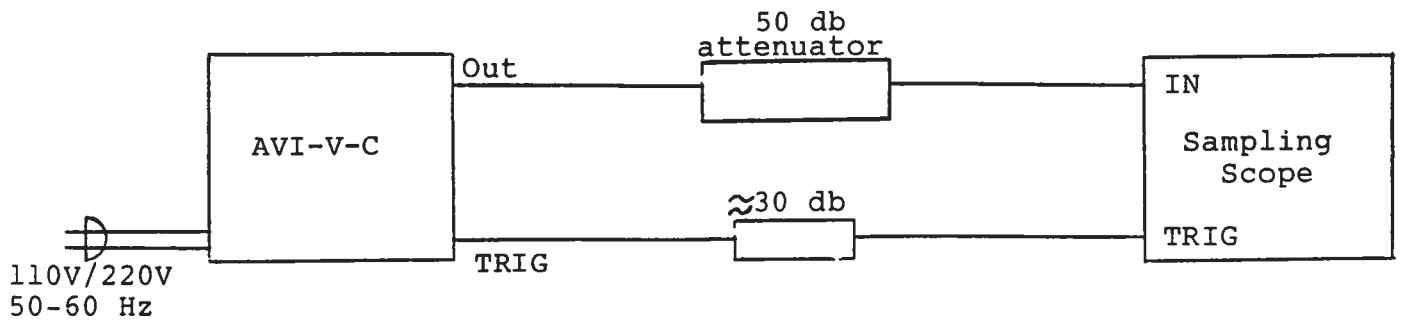 50 db
attenuator
Out
IN
AVI-V-C
Sampling
Scope
≈30 db
TRIG
TRIG
110V/220V
50-60 Hz